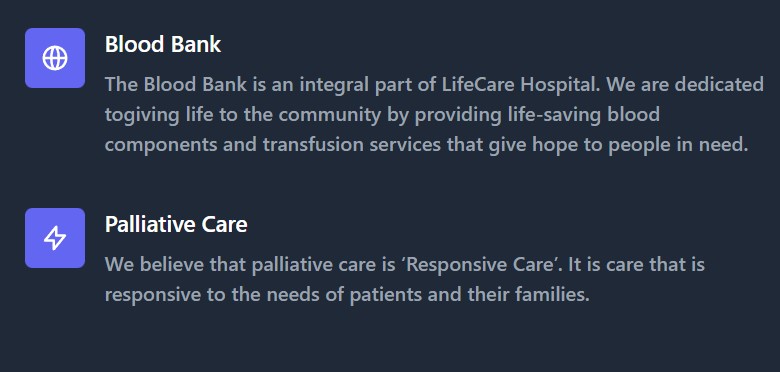 Blood Bank
The Blood Bank is an integral part of LifeCare Hospital. We are dedicated
togiving life to the community by providing life-saving blood
components and transfusion services that give hope to people in need.
Palliative Care
We believe that palliative care is ‘Responsive Care’. It is care that is
responsive to the needs of patients and their families.